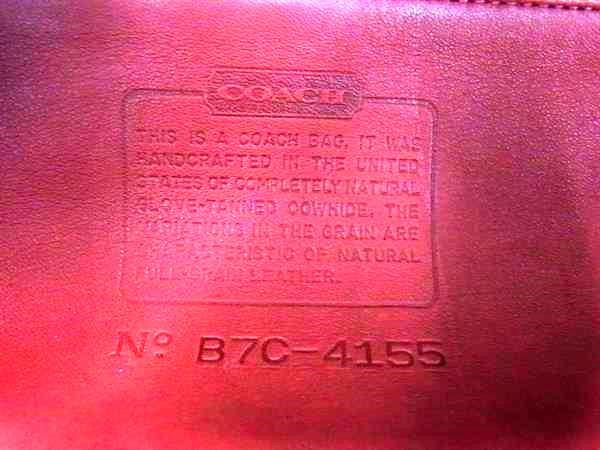 COACH
THIS IS A COACH BAG. IT WAS
HANDCRAFTED IN THE UNITED
STATES OF COMPLETELY NATURAL
GLOVE-TANNED COWHIDE. THE
VARIATIONS IN THE GRAIN ARE
CHARACTERISTIC OF NATURAL
FULL-GRAIN LEATHER.
Nº B7C-4155